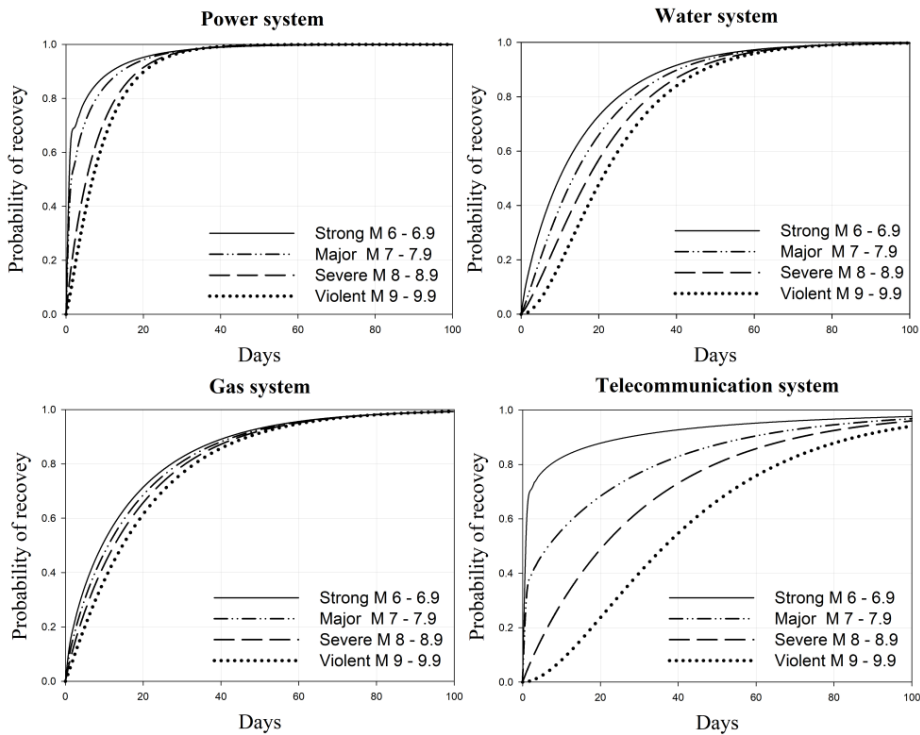 Power system
Probability of recovey
1.0
0.8
0.6
0.4
0.2
0.0
Strong M 6 - 6.9
Major M 7 - 7.9
Severe M 8 - 8.9
Violent M 9 - 9.9
0 20 40 60 80 100
Days
Water system
Probability of recovey
1.0
0.8
0.6
0.4
0.2
0.0
Strong M 6 - 6.9
Major M 7 - 7.9
Severe M 8 - 8.9
Violent M 9 - 9.9
0 20 40 60 80 100
Days
Gas system
Probability of recovey
1.0
0.8
0.6
0.4
0.2
0.0
Strong M 6 - 6.9
Major M 7 - 7.9
Severe M 8 - 8.9
Violent M 9 - 9.9
0 20 40 60 80 100
Days
Telecommunication system
Probability of recovey
1.0
0.8
0.6
0.4
0.2
0.0
Strong M 6 - 6.9
Major M 7 - 7.9
Severe M 8 - 8.9
Violent M 9 - 9.9
0 20 40 60 80 100
Days